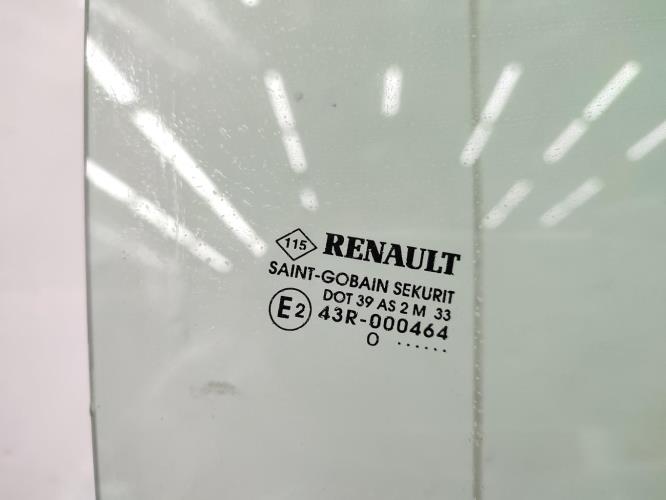 115 RENAULT
SAINT-GOBAIN SEKURIT
DOT 39 AS 2 M 33
E2 43R-000464
O ......